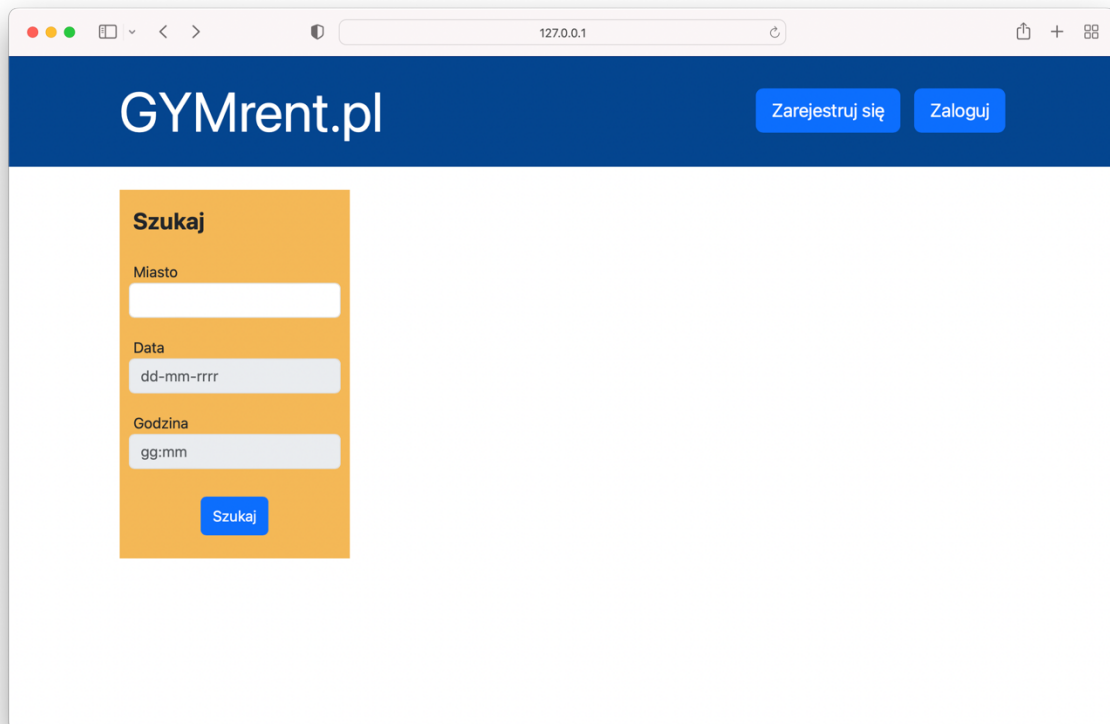 127.0.0.1
GYMrent.pl
Zarejestruj się
Zaloguj
Szukaj
Miasto
Data
dd-mm-rrrr
Godzina
gg:mm
Szukaj